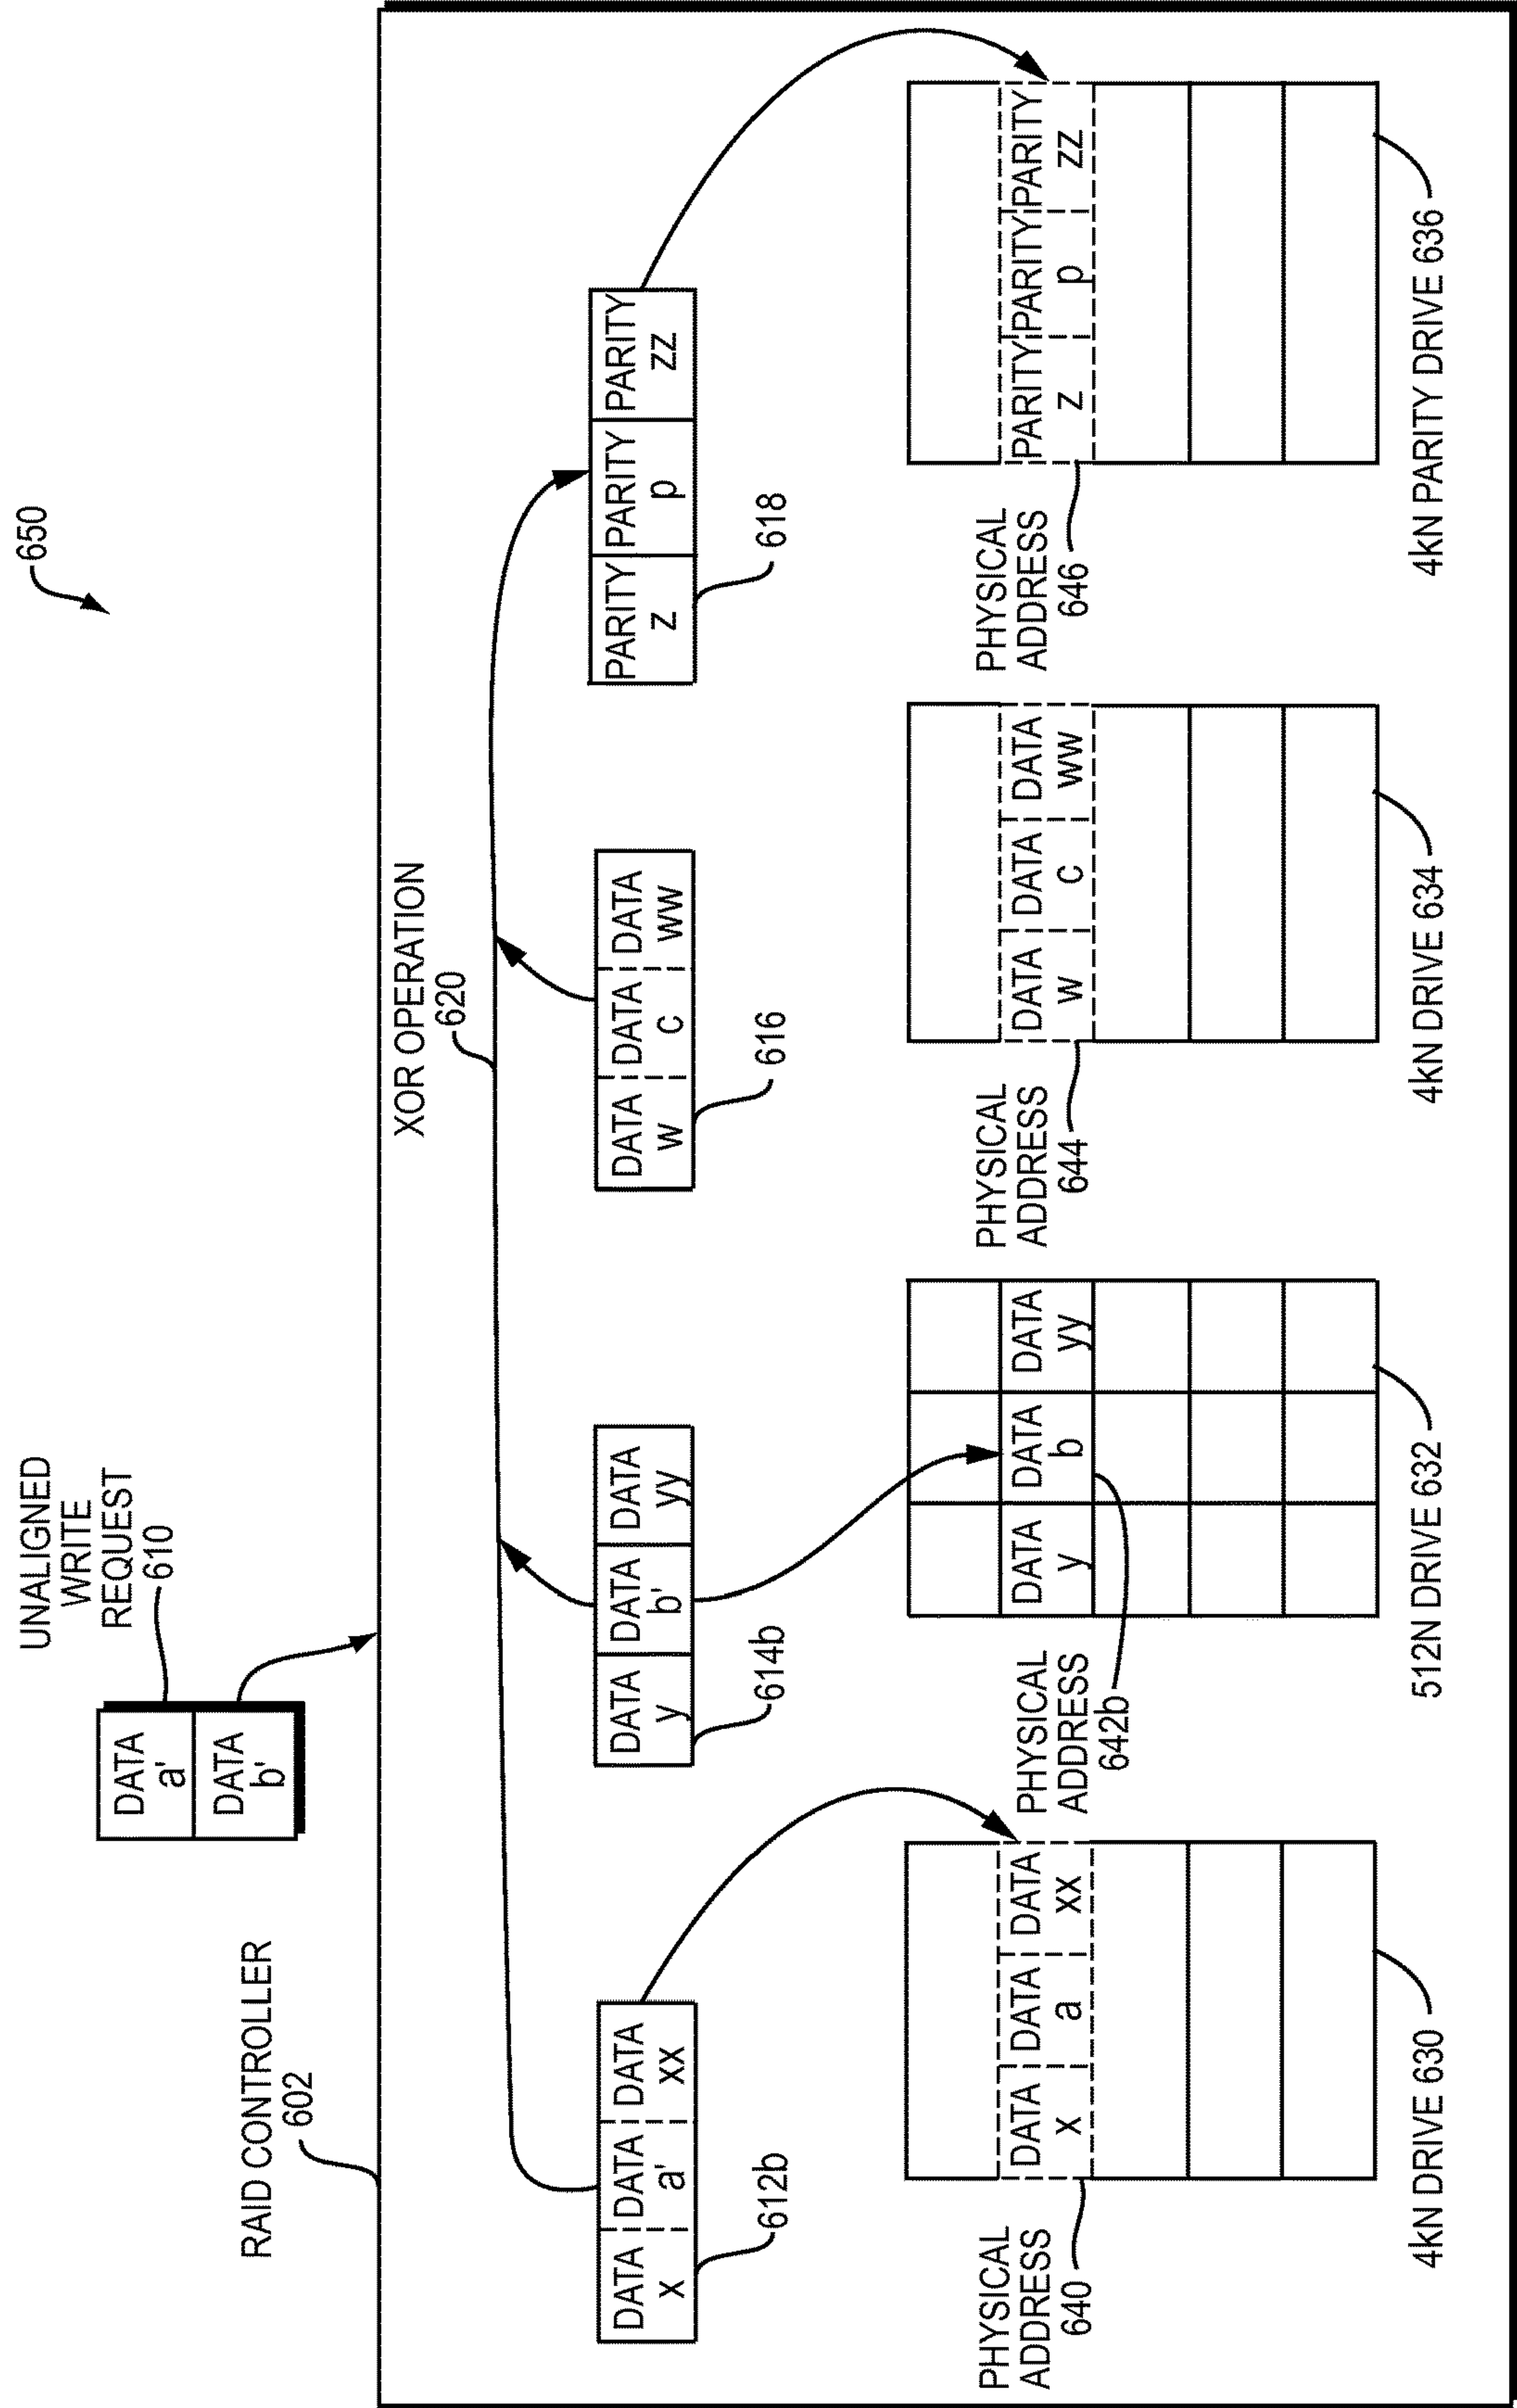 650
UNALIGNED
WRITE
REQUEST
610
DATA
a'
DATA
b'
RAID CONTROLLER
602
XOR OPERATION
620
DATA DATA DATA
x a' xx
612b
DATA DATA DATA
y b' yy
614b
DATA DATA DATA
w c ww
616
PARITY PARITY PARITY
z p zz
618
PHYSICAL
ADDRESS
640
DATA DATA DATA
x a xx
4kN DRIVE 630
PHYSICAL
ADDRESS
642b
DATA DATA DATA
y b yy
512N DRIVE 632
PHYSICAL
ADDRESS
644
DATA DATA DATA
w c ww
4kN DRIVE 634
PHYSICAL
ADDRESS
646
PARITY PARITY PARITY
z p zz
4kN PARITY DRIVE 636